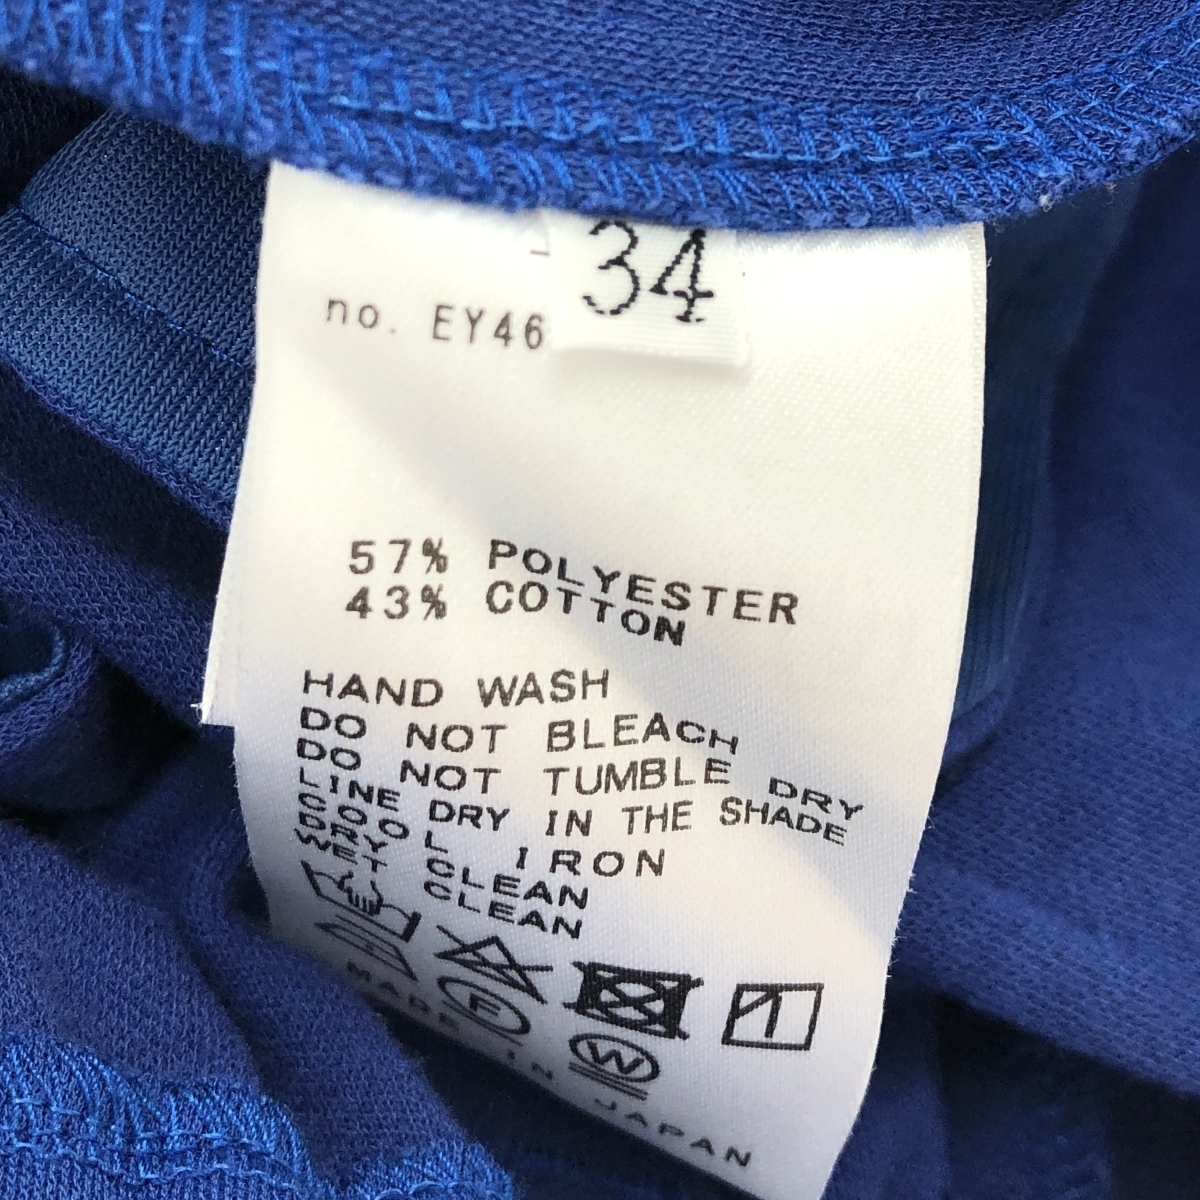 34
no. EY46
57% POLYESTER
43% COTTON
HAND WASH
DO NOT BLEACH
DO NOT TUMBLE DRY
LINE DRY IN THE SHADE
COOL IRON
DRY CLEAN
WET CLEAN
F
W
MADE IN JAPAN